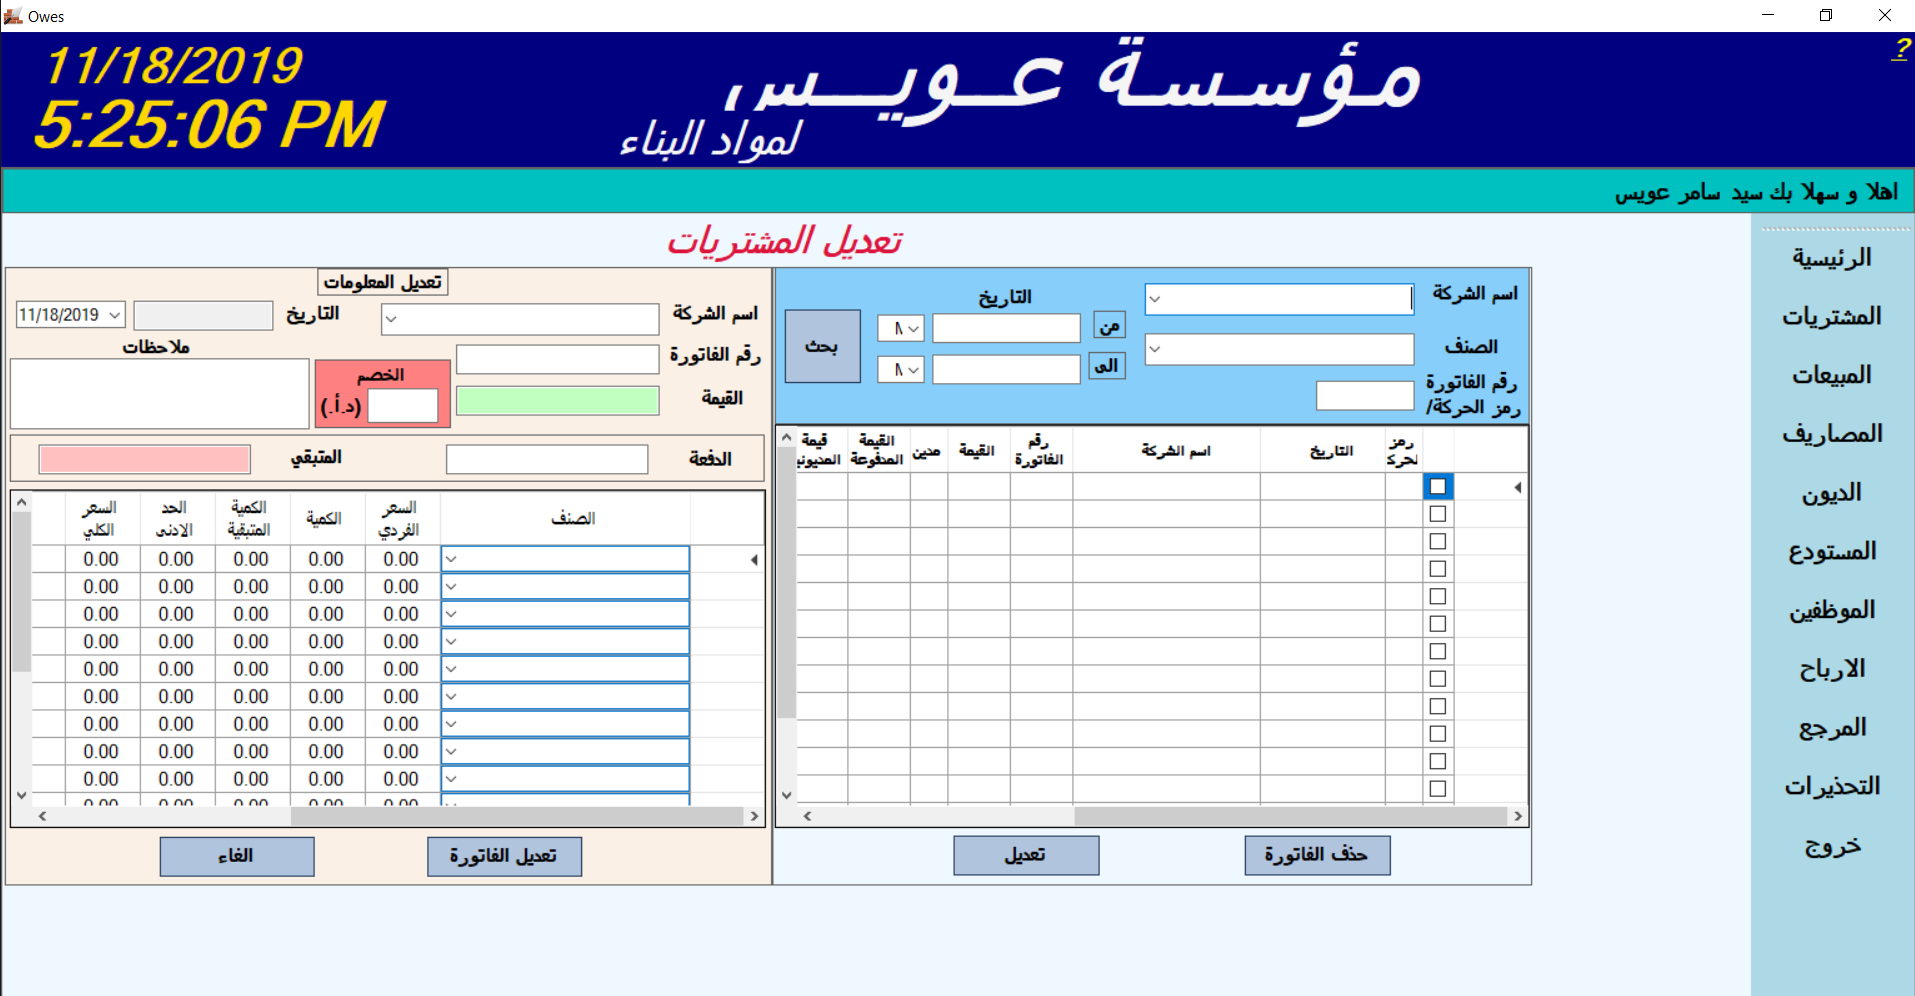 Owes
11/18/2019
5:25:06 PM
مؤسسة عويس
لمواد البناء
?
اهلا و سهلا بك سيد سامر عويس
تعديل المشتريات
الرئيسية
المشتريات
المبيعات
المصاريف
الديون
المستودع
الموظفين
الارباح
المرجع
التحذيرات
خروج
اسم الشركة
الصنف
رقم الفاتورة
/رمز الحركة
التاريخ
من
الى
بحث
رمز التاريخ اسم الشركة رقم الفاتورة القيمة مدين القيمة المدفوعة قيمة
حذف الفاتورة
تعديل
تعديل المعلومات
اسم الشركة
التاريخ
11/18/2019
رقم الفاتورة
ملاحظات
القيمة
الخصم
(د.أ.)
الدفعة
المتبقي
الصنف السعر الفردي الكمية الكمية المتبقية الحد الادنى السعر الكلي
0.00 0.00 0.00 0.00 0.00
0.00 0.00 0.00 0.00 0.00
0.00 0.00 0.00 0.00 0.00
0.00 0.00 0.00 0.00 0.00
0.00 0.00 0.00 0.00 0.00
0.00 0.00 0.00 0.00 0.00
0.00 0.00 0.00 0.00 0.00
0.00 0.00 0.00 0.00 0.00
0.00 0.00 0.00 0.00 0.00
تعديل الفاتورة
الغاء